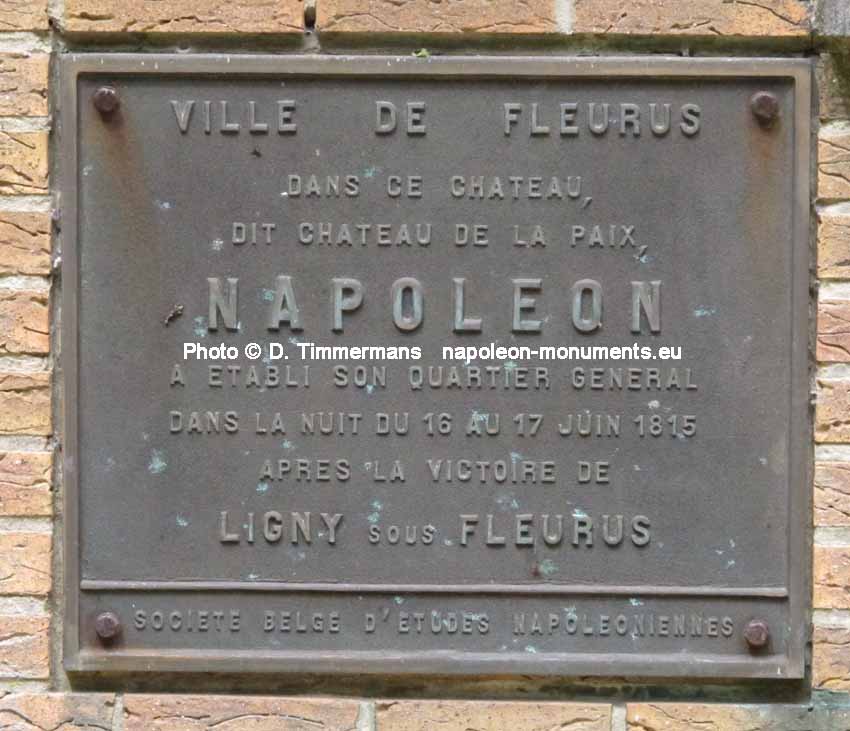 VILLE DE FLEURUS
DANS CE CHATEAU,
DIT CHATEAU DE LA PAIX,
NAPOLEON
Photo © D. Timmermans napoleon-monuments.eu
A ETABLI SON QUARTIER GENERAL
DANS LA NUIT DU 16 AU 17 JUIN 1815
APRES LA VICTOIRE DE
LIGNY SOUS FLEURUS
SOCIETE BELGE D'ETUDES NAPOLEONIENNES